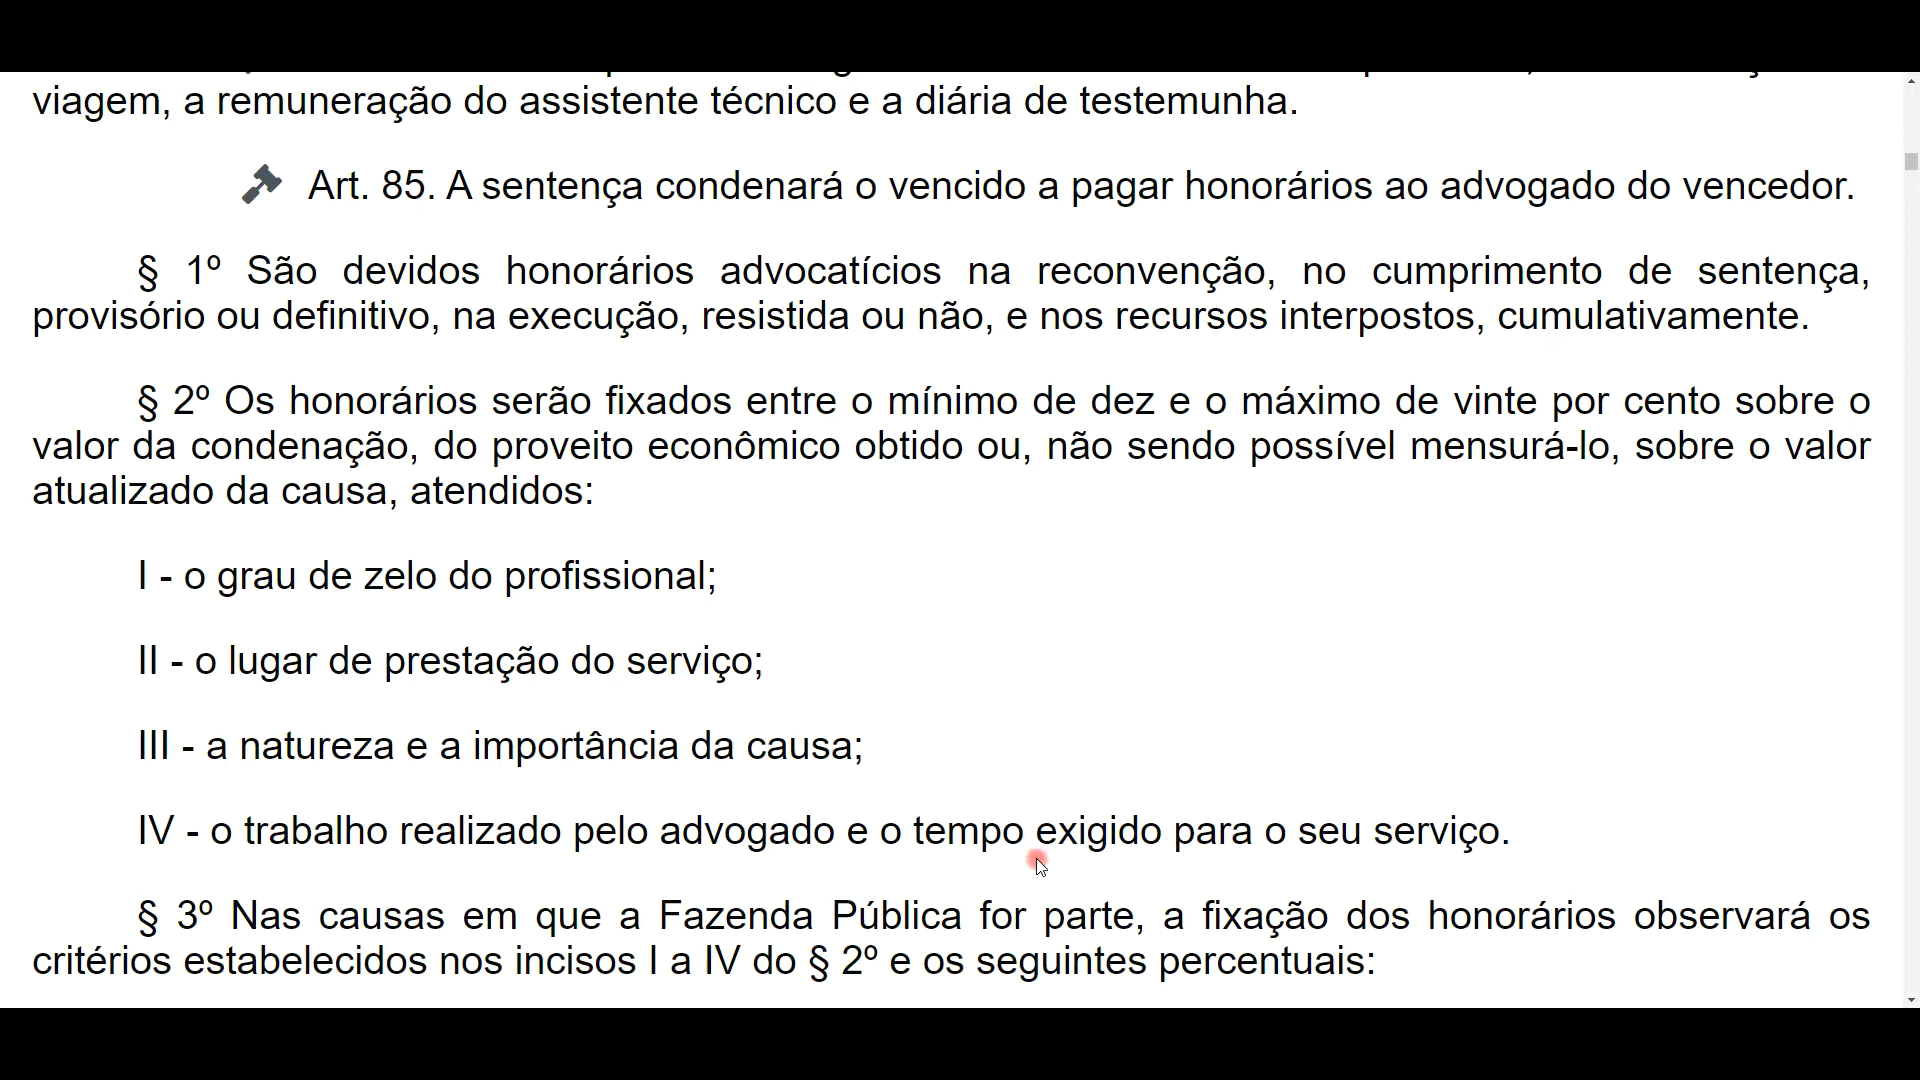 viagem, a remuneração do assistente técnico e a diária de testemunha.
Art. 85. A sentença condenará o vencido a pagar honorários ao advogado do vencedor.
§ 1º São devidos honorários advocatícios na reconvenção, no cumprimento de sentença,
provisório ou definitivo, na execução, resistida ou não, e nos recursos interpostos, cumulativamente.
§ 2º Os honorários serão fixados entre o mínimo de dez e o máximo de vinte por cento sobre o
valor da condenação, do proveito econômico obtido ou, não sendo possível mensurá-lo, sobre o valor
atualizado da causa, atendidos:
I - o grau de zelo do profissional;
II - o lugar de prestação do serviço;
III - a natureza e a importância da causa;
IV - o trabalho realizado pelo advogado e o tempo exigido para o seu serviço.
§ 3º Nas causas em que a Fazenda Pública for parte, a fixação dos honorários observará os
critérios estabelecidos nos incisos I a IV do § 2º e os seguintes percentuais: